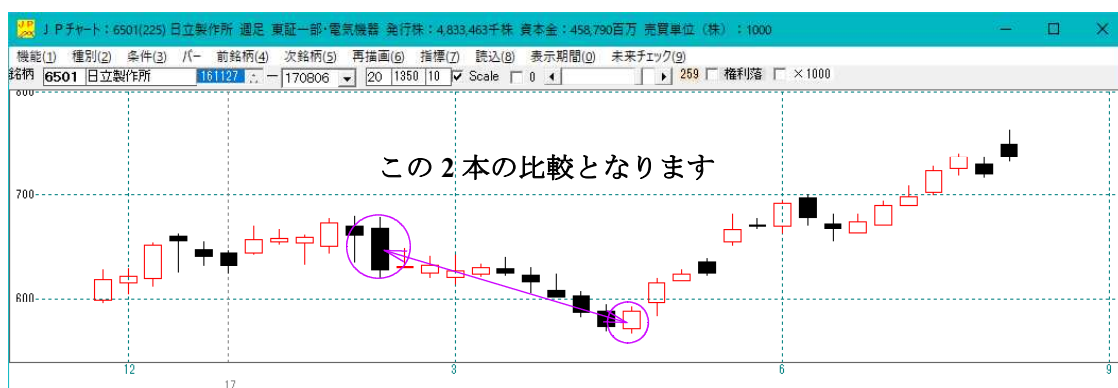 JPチャート：6501(225) 日立製作所 週足 東証一部・電気機器 発行株：4,833,463千株 資本金：458,790百万 売買単位（株）：1000
機能(1) 種別(2) 条件(3) バー 前銘柄(4) 次銘柄(5) 再描画(6) 指標(7) 読込(8) 表示期間(0) 未来チェック(9)
銘柄 6501 日立製作所 161127 ー 170806 20 1350 10 Scale 0 259 権利落 ×1000
800
この2本の比較となります
700
600
12 3 6 9
17